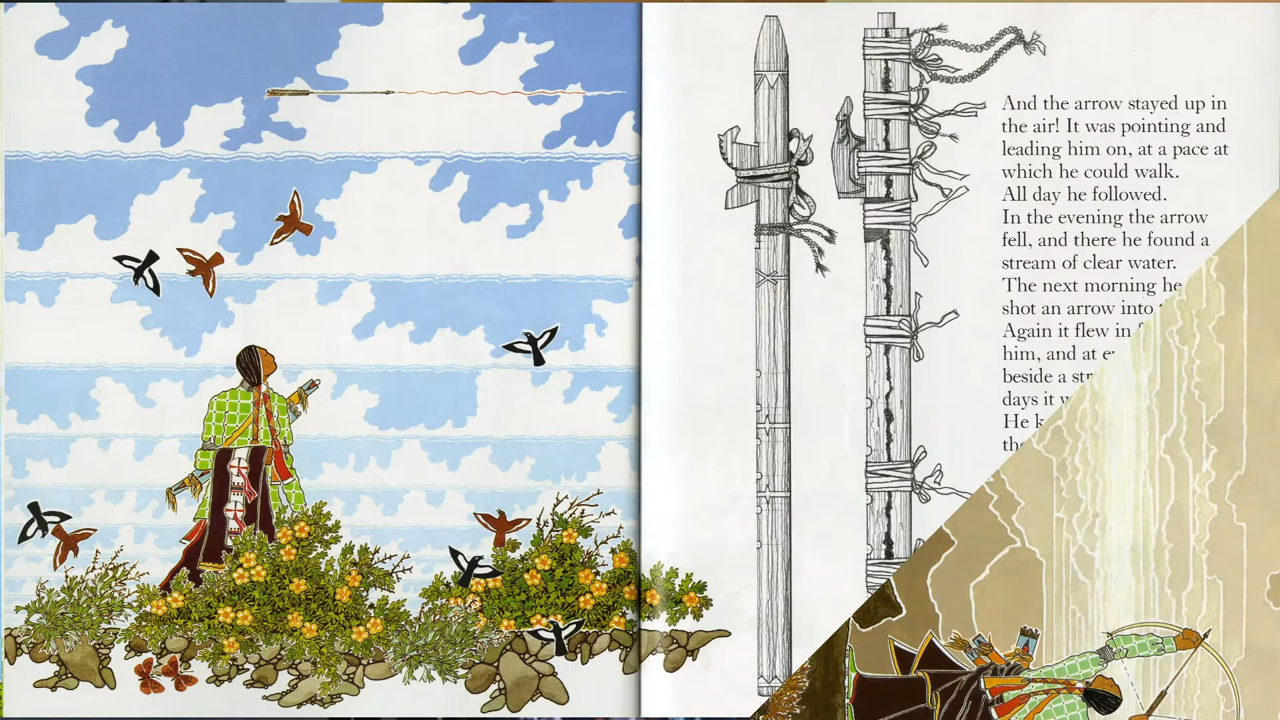 And the arrow stayed up in
the air! It was pointing and
leading him on, at a pace at
which he could walk.
All day he followed.
In the evening the arrow
fell, and there he found a
stream of clear water.
The next morning he
shot an arrow into
Again it flew in
him, and at
beside a
days it
He